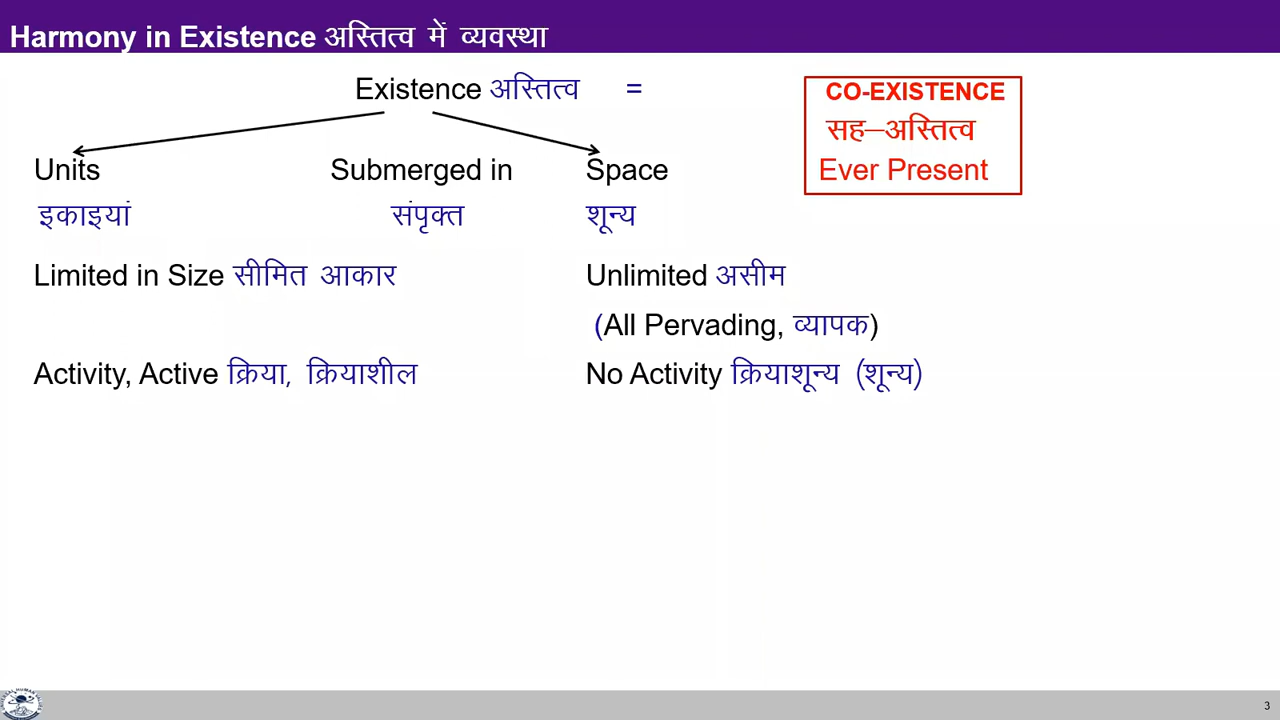 Harmony in Existence अस्तित्व में व्यवस्था
Existence अस्तित्व =
CO-EXISTENCE
सह–अस्तित्व
Ever Present
Units Submerged in Space
इकाइयां संपृक्त शून्य
Limited in Size सीमित आकार Unlimited असीम
(All Pervading, व्यापक)
Activity, Active क्रिया, क्रियाशील No Activity क्रियाशून्य (शून्य)
3